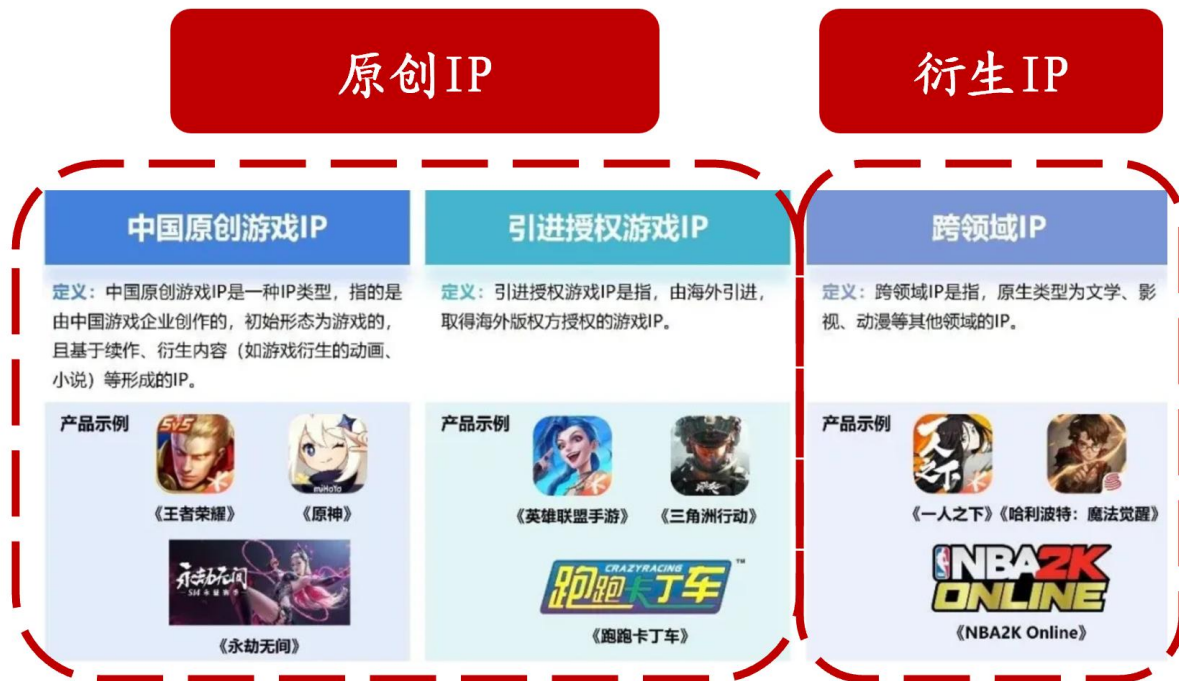 原创IP
衍生IP
中国原创游戏IP
定义：中国原创游戏IP是一种IP类型，指的是
由中国游戏企业创作的，初始形态为游戏的，
且基于续作、衍生内容（如游戏衍生的动画、
小说）等形成的IP。
产品示例
5V5
miHoYo
《王者荣耀》
《原神》
永劫无间
《永劫无间》
引进授权游戏IP
定义：引进授权游戏IP是指，由海外引进，
取得海外版权方授权的游戏IP。
产品示例
《英雄联盟手游》
《三角洲行动》
CRAZYRACING
跑跑卡丁车™
《跑跑卡丁车》
跨领域IP
定义：跨领域IP是指，原生类型为文学、影
视、动漫等其他领域的IP。
产品示例
一人之下
《一人之下》
《哈利波特：魔法觉醒》
NBA2K
ONLINE
《NBA2K Online》